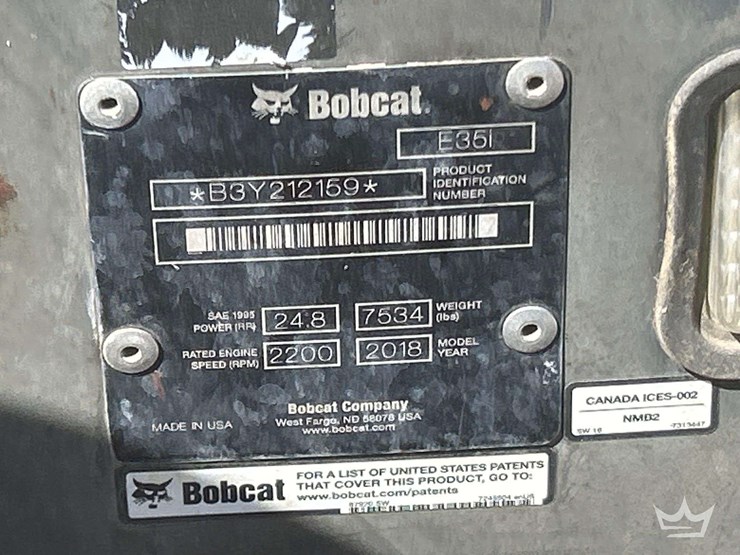 Bobcat.
E35I
*B3Y212159*
PRODUCT
IDENTIFICATION
NUMBER
SAE 1995
POWER
24.8
7534
WEIGHT
(lbs)
RATED ENGINE
SPEED (RPM)
2200
2018
MODEL
YEAR
Bobcat Company
West Fargo, ND 58078 USA
www.bobcat.com
MADE IN USA
CANADA ICES-002
NMB2
SW 16
Bobcat
FOR A LIST OF UNITED STATES PATENTS
THAT COVER THIS PRODUCT, GO TO:
www.bobcat.com/patents